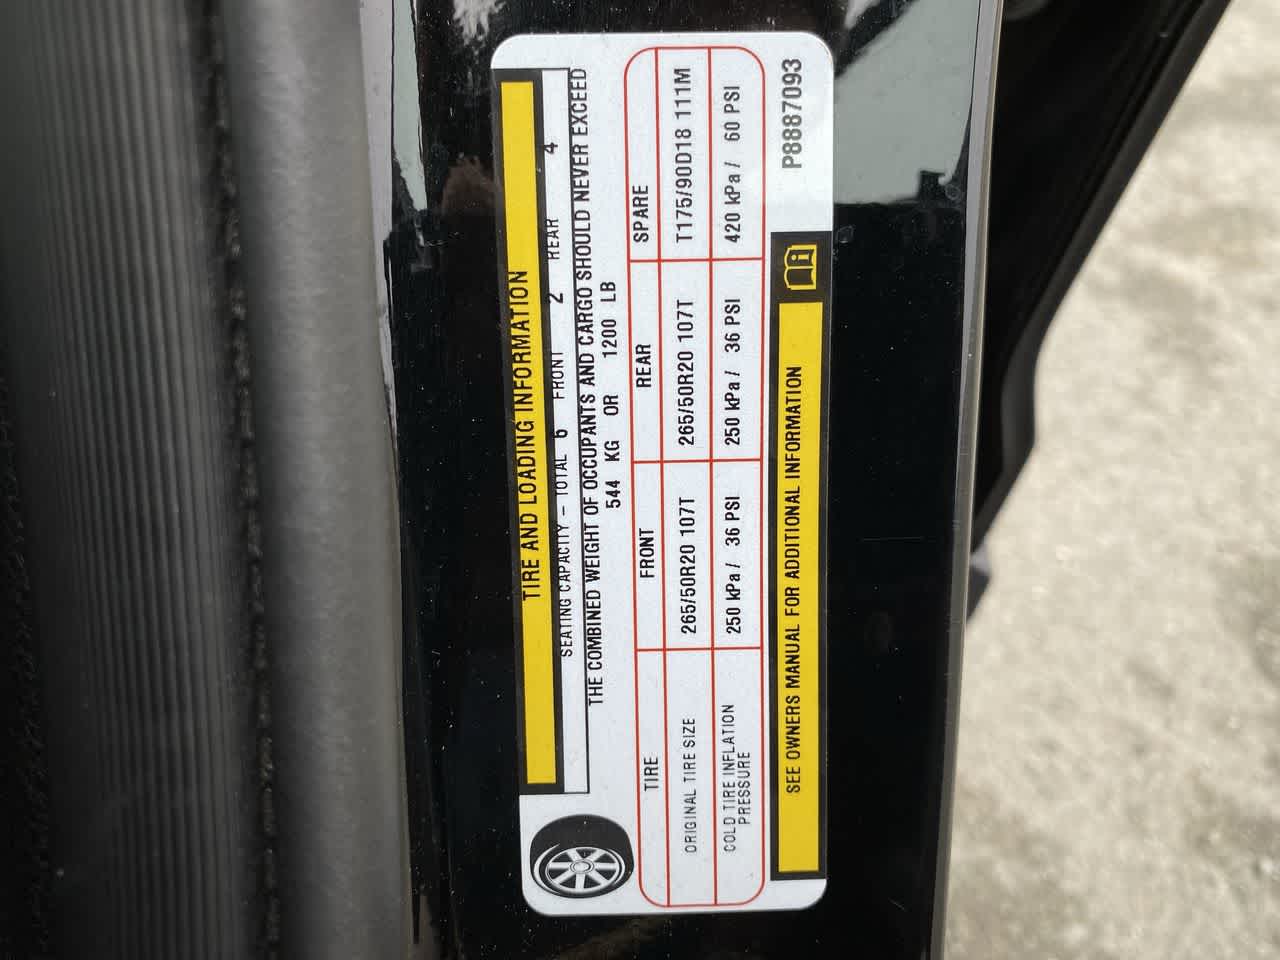 TIRE AND LOADING INFORMATION
SEATING CAPACITY – TOTAL 6 FRONT 2 REAR 4
THE COMBINED WEIGHT OF OCCUPANTS AND CARGO SHOULD NEVER EXCEED
544 KG OR 1200 LB
TIRE FRONT REAR SPARE
ORIGINAL TIRE SIZE 265/50R20 107T 265/50R20 107T T175/90D18 111M
COLD TIRE INFLATION PRESSURE 250 kPa / 36 PSI 250 kPa / 36 PSI 420 kPa / 60 PSI
SEE OWNERS MANUAL FOR ADDITIONAL INFORMATION
P8887093